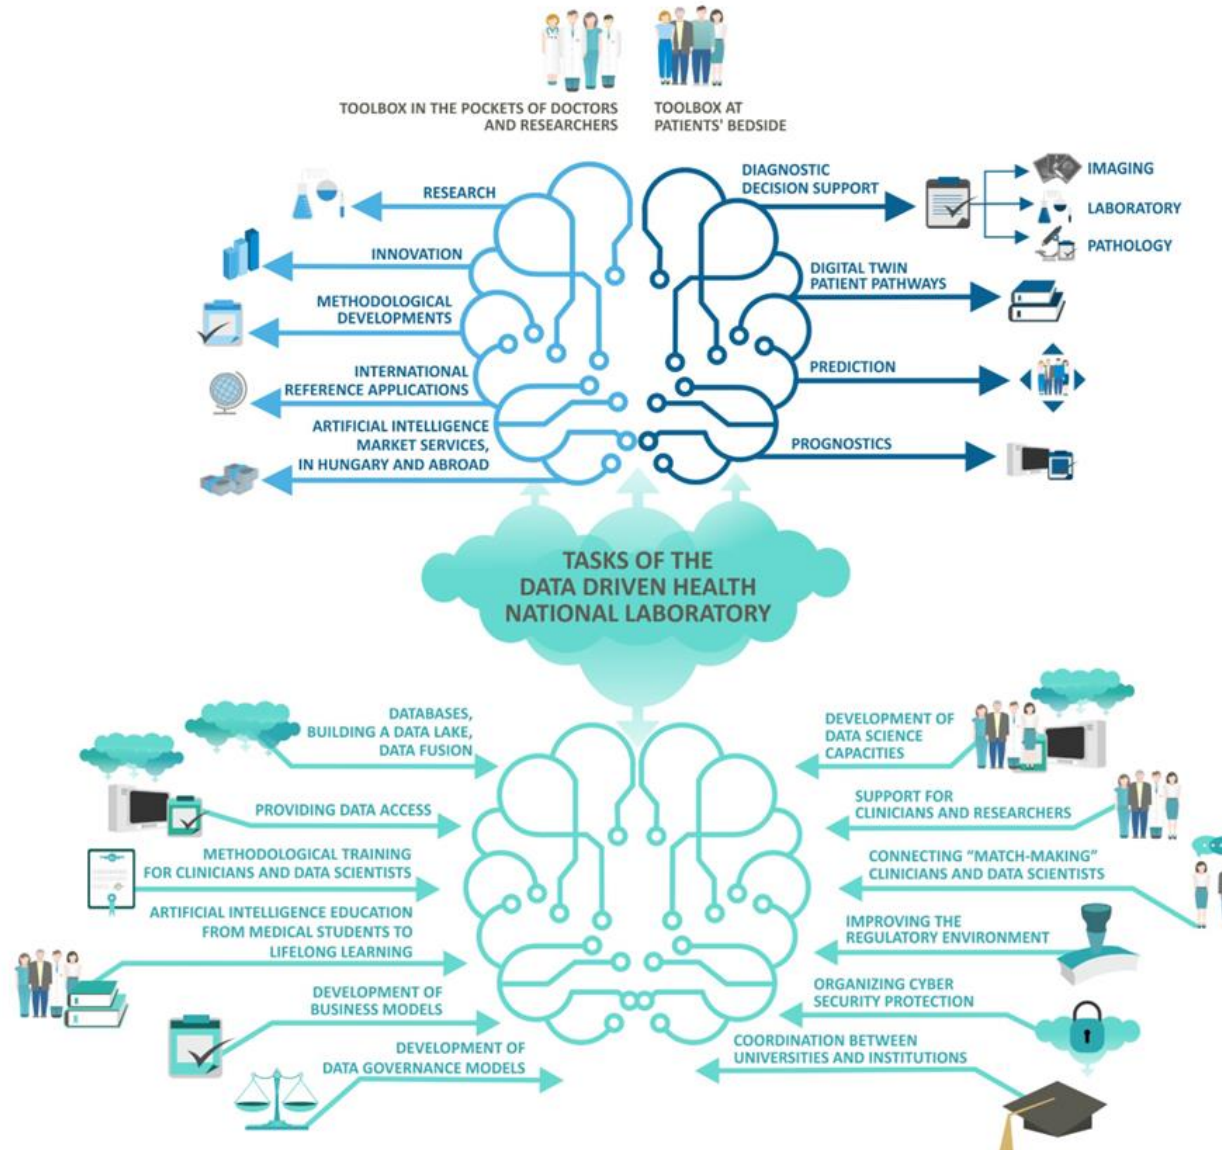 TOOLBOX IN THE POCKETS OF DOCTORS
AND RESEARCHERS
TOOLBOX AT
PATIENTS' BEDSIDE
RESEARCH
INNOVATION
METHODOLOGICAL
DEVELOPMENTS
INTERNATIONAL
REFERENCE APPLICATIONS
ARTIFICIAL INTELLIGENCE
MARKET SERVICES,
IN HUNGARY AND ABROAD
DIAGNOSTIC
DECISION SUPPORT
IMAGING
LABORATORY
PATHOLOGY
DIGITAL TWIN
PATIENT PATHWAYS
PREDICTION
PROGNOSTICS
TASKS OF THE
DATA DRIVEN HEALTH
NATIONAL LABORATORY
DATABASES,
BUILDING A DATA LAKE,
DATA FUSION
PROVIDING DATA ACCESS
METHODOLOGICAL TRAINING
FOR CLINICIANS AND DATA SCIENTISTS
ARTIFICIAL INTELLIGENCE EDUCATION
FROM MEDICAL STUDENTS TO
LIFELONG LEARNING
DEVELOPMENT OF
BUSINESS MODELS
DEVELOPMENT OF
DATA GOVERNANCE MODELS
DEVELOPMENT OF
DATA SCIENCE
CAPACITIES
SUPPORT FOR
CLINICIANS AND RESEARCHERS
CONNECTING "MATCH-MAKING"
CLINICIANS AND DATA SCIENTISTS
IMPROVING THE
REGULATORY ENVIRONMENT
ORGANIZING CYBER
SECURITY PROTECTION
COORDINATION BETWEEN
UNIVERSITIES AND INSTITUTIONS